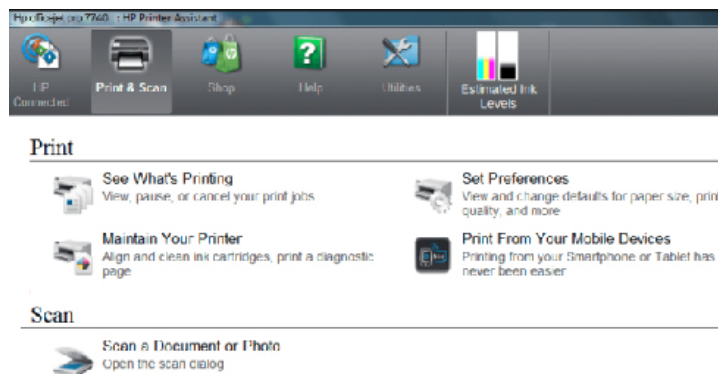 Hp officejet pro 7740 : HP Printer Assistant
HP Connected
Print & Scan
Shop
Help
Utilities
Estimated Ink Levels
Print
See What's Printing
View, pause, or cancel your print jobs
Set Preferences
View and change defaults for paper size, print
quality, and more
Maintain Your Printer
Align and clean ink cartridges, print a diagnostic
page
Print From Your Mobile Devices
Printing from your Smartphone or Tablet has
never been easier
Scan
Scan a Document or Photo
Open the scan dialog